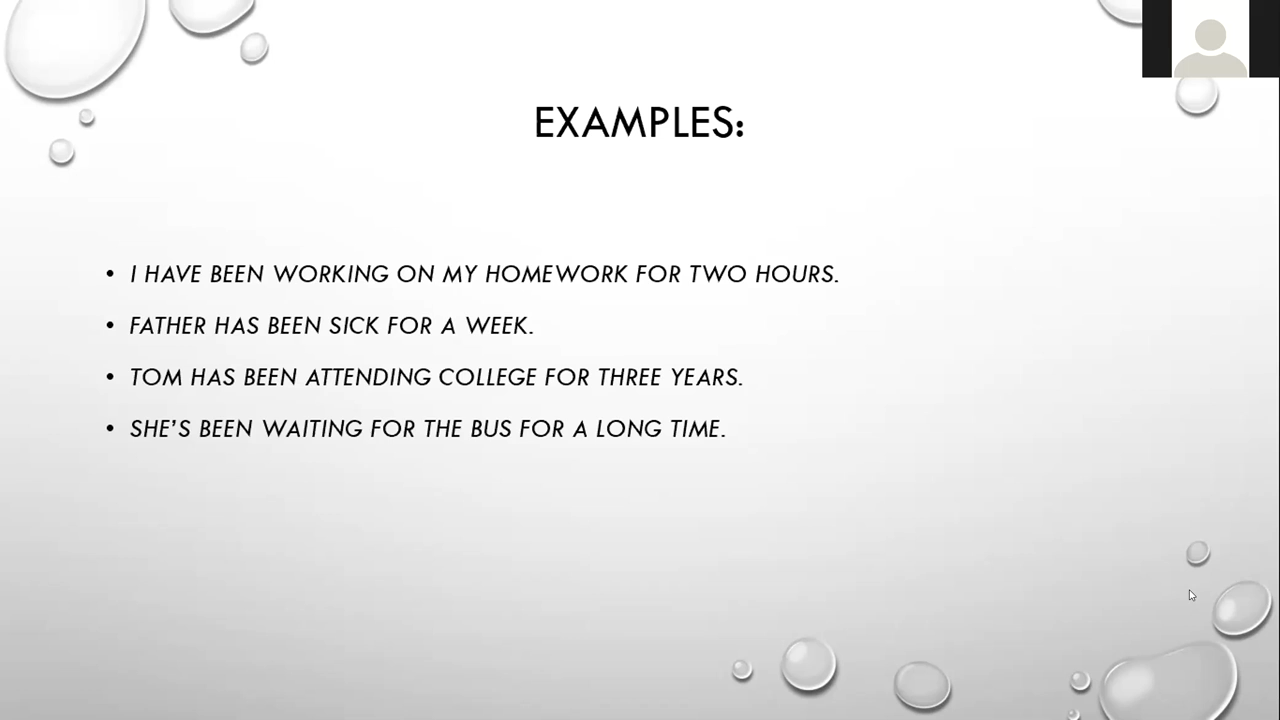 EXAMPLES:
• I HAVE BEEN WORKING ON MY HOMEWORK FOR TWO HOURS.
• FATHER HAS BEEN SICK FOR A WEEK.
• TOM HAS BEEN ATTENDING COLLEGE FOR THREE YEARS.
• SHE’S BEEN WAITING FOR THE BUS FOR A LONG TIME.